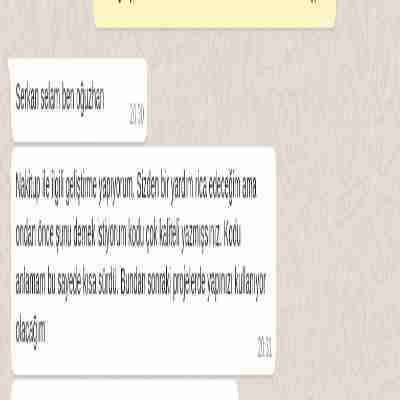 Serkan selam ben oğuzhan
20:30
Nakitup ile ilgili geliştirme yapıyorum. Sizden bir yardım rica edeceğim ama
ondan önce şunu demek istiyorum kodu çok kaliteli yazmışsınız. Kodu
anlamam bu sayede kısa sürdü. Bundan sonraki projelerde yapınızı kullanıyor
olacağım
20:31